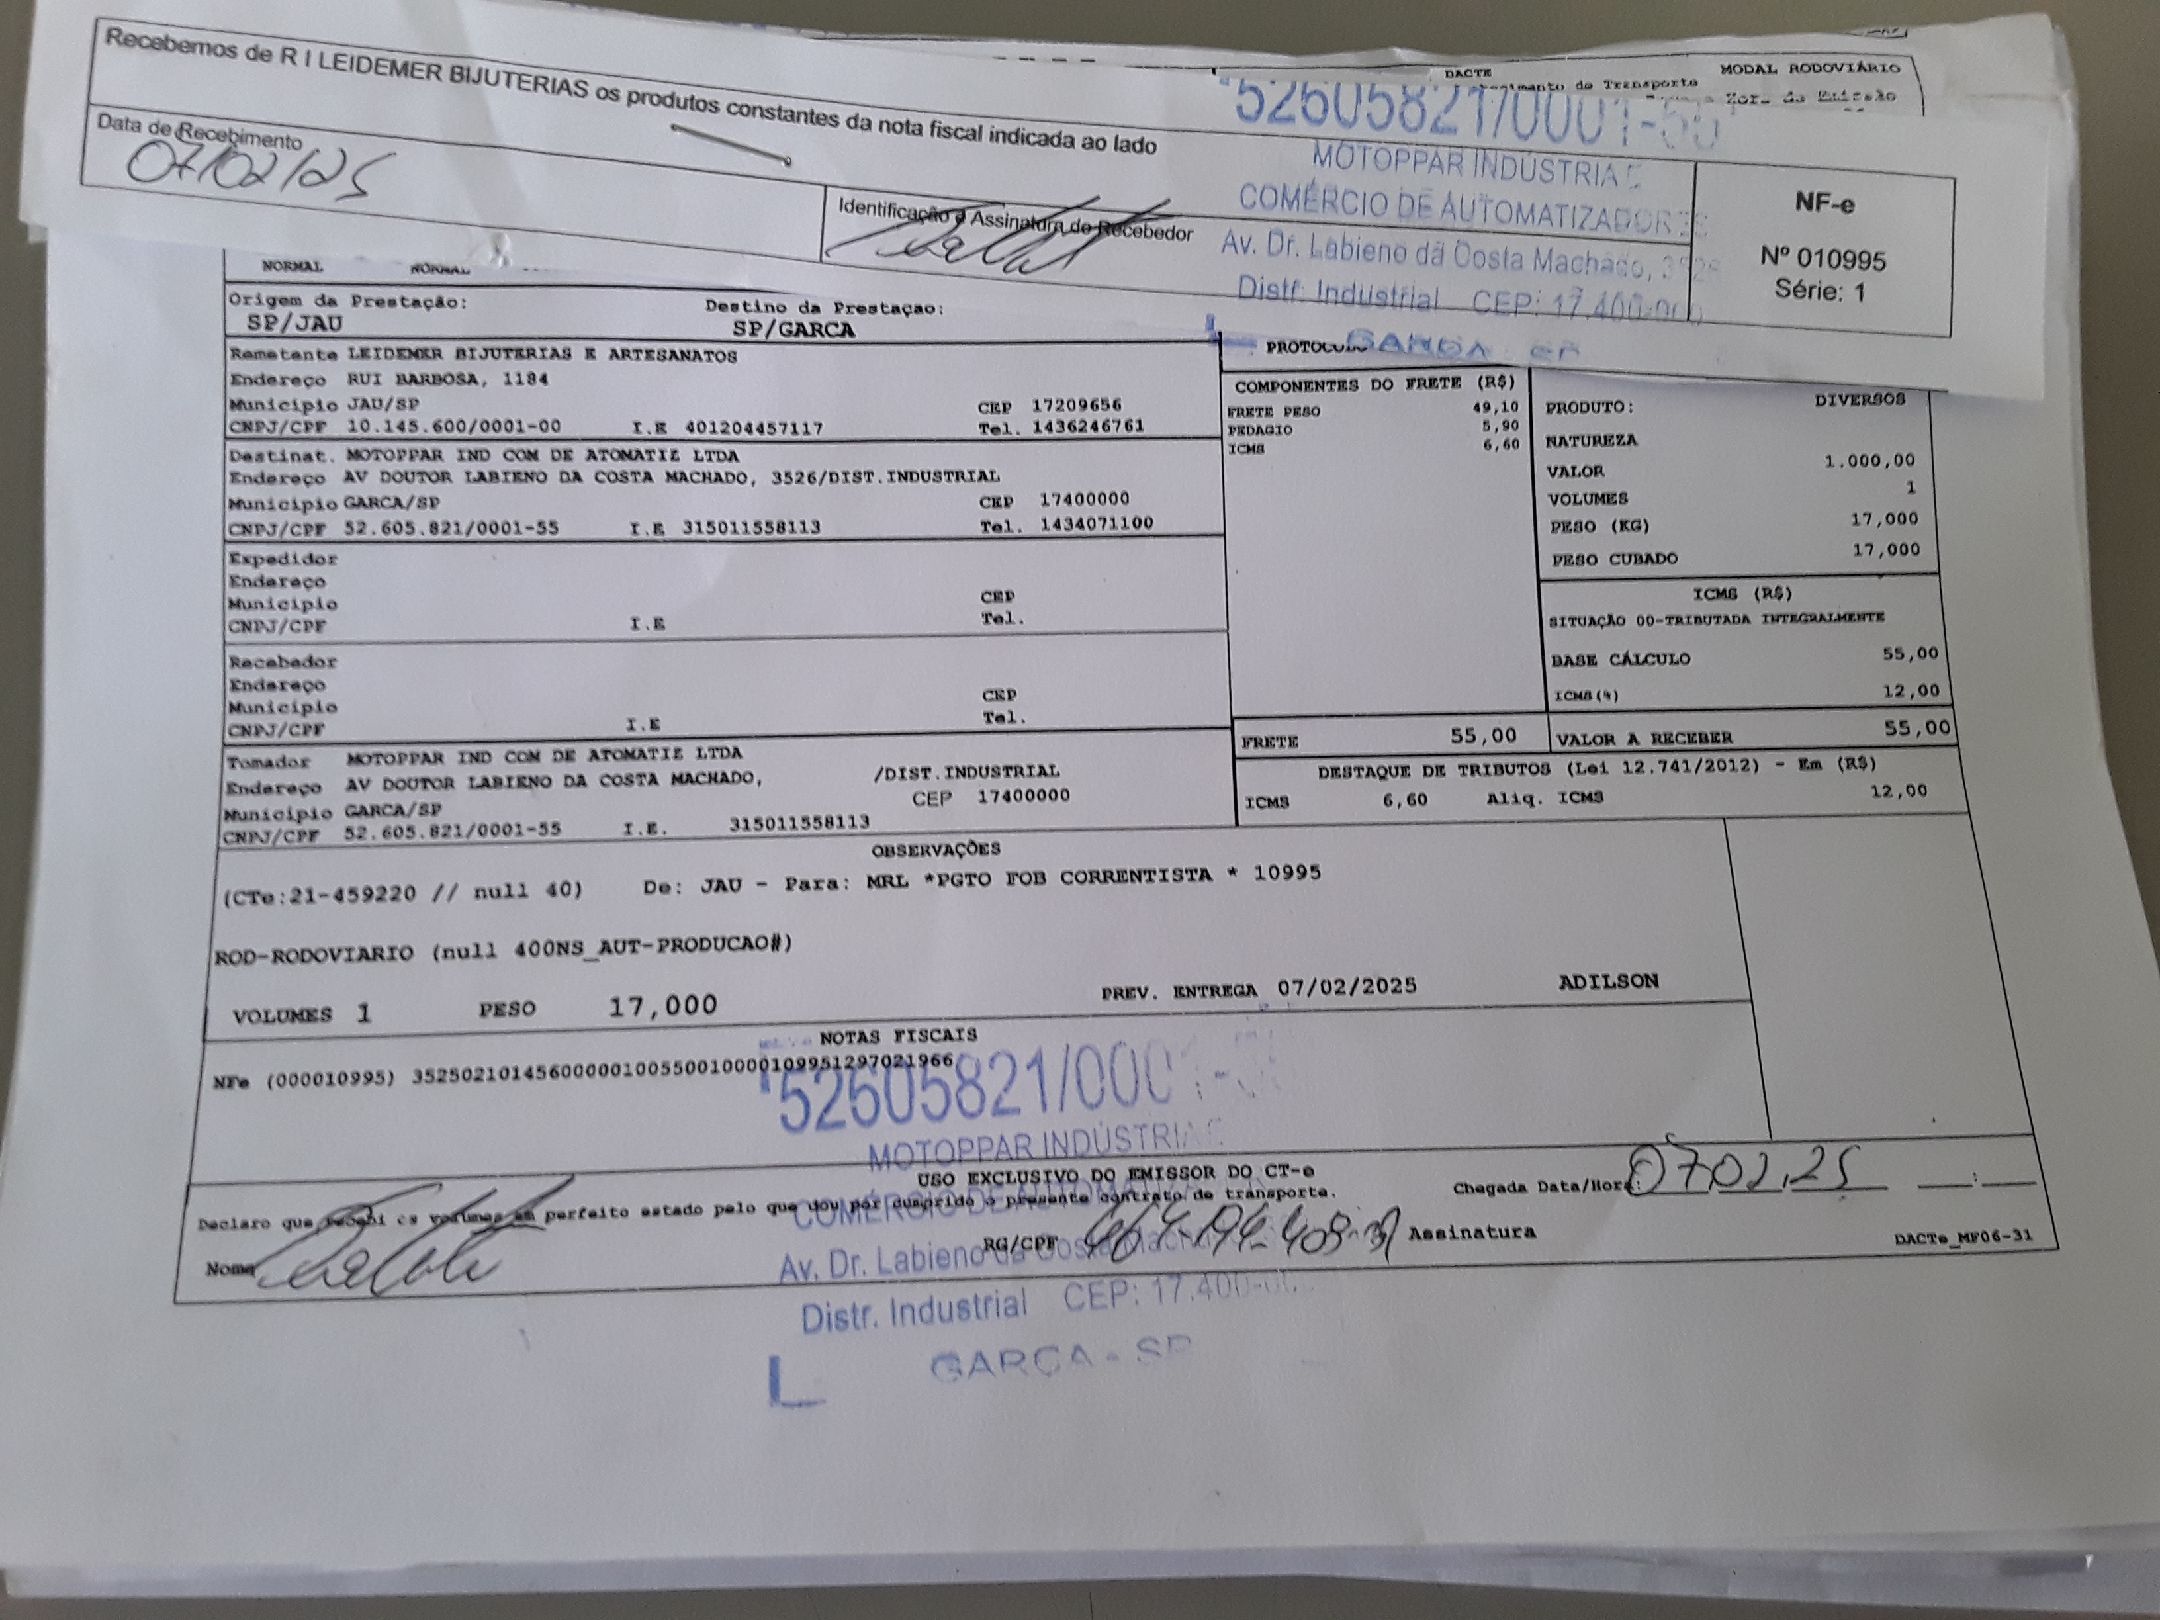 Recebemos de R I LEIDEMER BIJUTERIAS os produtos constantes da nota fiscal indicada ao lado
Data de Recebimento
07/02/25
Identificação e Assinatura do Recebedor
NF-e
Nº 010995
Série: 1
DACTE
MODAL RODOVIÁRIO
de Transporte
52605821/0001-
MOTOPPAR INDÚSTRIA E
COMÉRCIO DE AUTOMATIZADORES
Av. Dr. Labieno da Costa Machado, 3526
Distr. Industrial CEP: 17.400-000
GARÇA - SP
NORMAL NORMAL
Origem da Prestação:
SP/JAU
Destino da Prestaçao:
SP/GARCA
Remetente LEIDEMER BIJUTERIAS E ARTESANATOS
Endereço RUI BARBOSA, 1184
Municipio JAU/SP CEP 17209656
CNPJ/CPF 10.145.600/0001-00 I.E 401204457117 Tel. 1436246761
Destinat. MOTOPPAR IND COM DE ATOMATIZ LTDA
Endereço AV DOUTOR LABIENO DA COSTA MACHADO, 3526/DIST.INDUSTRIAL
Municipio GARCA/SP CEP 17400000
CNPJ/CPF 52.605.821/0001-55 I.E 315011558113 Tel. 1434071100
Expedidor
Endereço
Municipio CEP
CNPJ/CPF I.E Tel.
Recebedor
Endereço
Municipio CEP
CNPJ/CPF I.E Tel.
Tomador MOTOPPAR IND COM DE ATOMATIZ LTDA
Endereço AV DOUTOR LABIENO DA COSTA MACHADO, /DIST.INDUSTRIAL
Municipio GARCA/SP CEP 17400000
CNPJ/CPF 52.605.821/0001-55 I.E. 315011558113
PROTOCOLO
COMPONENTES DO FRETE (R$)
FRETE PESO 49,10
PEDAGIO 5,90
ICMS 6,60
PRODUTO: DIVERSOS
NATUREZA
VALOR 1.000,00
VOLUMES 1
PESO (KG) 17,000
PESO CUBADO 17,000
ICMS (R$)
SITUAÇÃO 00-TRIBUTADA INTEGRALMENTE
BASE CÁLCULO 55,00
ICMS(%) 12,00
FRETE 55,00
VALOR A RECEBER 55,00
DESTAQUE DE TRIBUTOS (Lei 12.741/2012) - Em (R$)
ICMS 6,60 Aliq. ICMS 12,00
OBSERVAÇÕES
(CTe:21-459220 // null 40) De: JAU - Para: MRL *PGTO FOB CORRENTISTA * 10995
ROD-RODOVIARIO (null 400NS_AUT-PRODUCAO#)
VOLUMES 1 PESO 17,000 PREV. ENTREGA 07/02/2025 ADILSON
NOTAS FISCAIS
NFe (000010995) 35250210145600000100550010000109951297021966
52605821/0001-
MOTOPPAR INDÚSTRIA E
USO EXCLUSIVO DO EMISSOR DO CT-e
Declaro que recebi os volumes em perfeito estado pelo que dou por cumprido o presente contrato de transporte.
Chegada Data/Hora: 07.02.25 __:__
Nome RG/CPF Assinatura
DACTe_MF06-31
COMÉRCIO DE
Av. Dr. Labieno da Costa
Distr. Industrial CEP: 17.400-000
GARÇA - SP